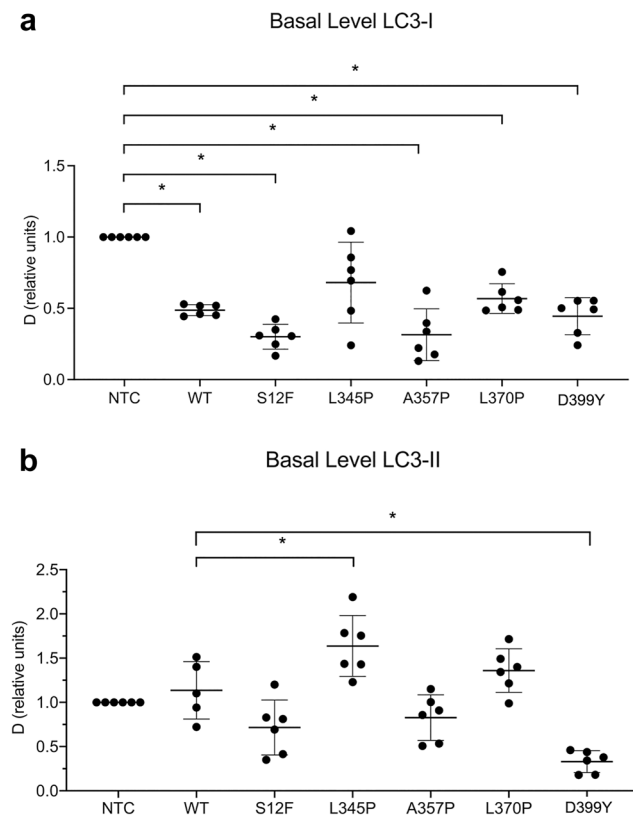 a
Basal Level LC3-I
*
*
*
*
*
D (relative units)
1.5
1.0
0.5
0.0
NTC WT S12F L345P A357P L370P D399Y
b
Basal Level LC3-II
*
*
D (relative units)
2.5
2.0
1.5
1.0
0.5
0.0
NTC WT S12F L345P A357P L370P D399Y